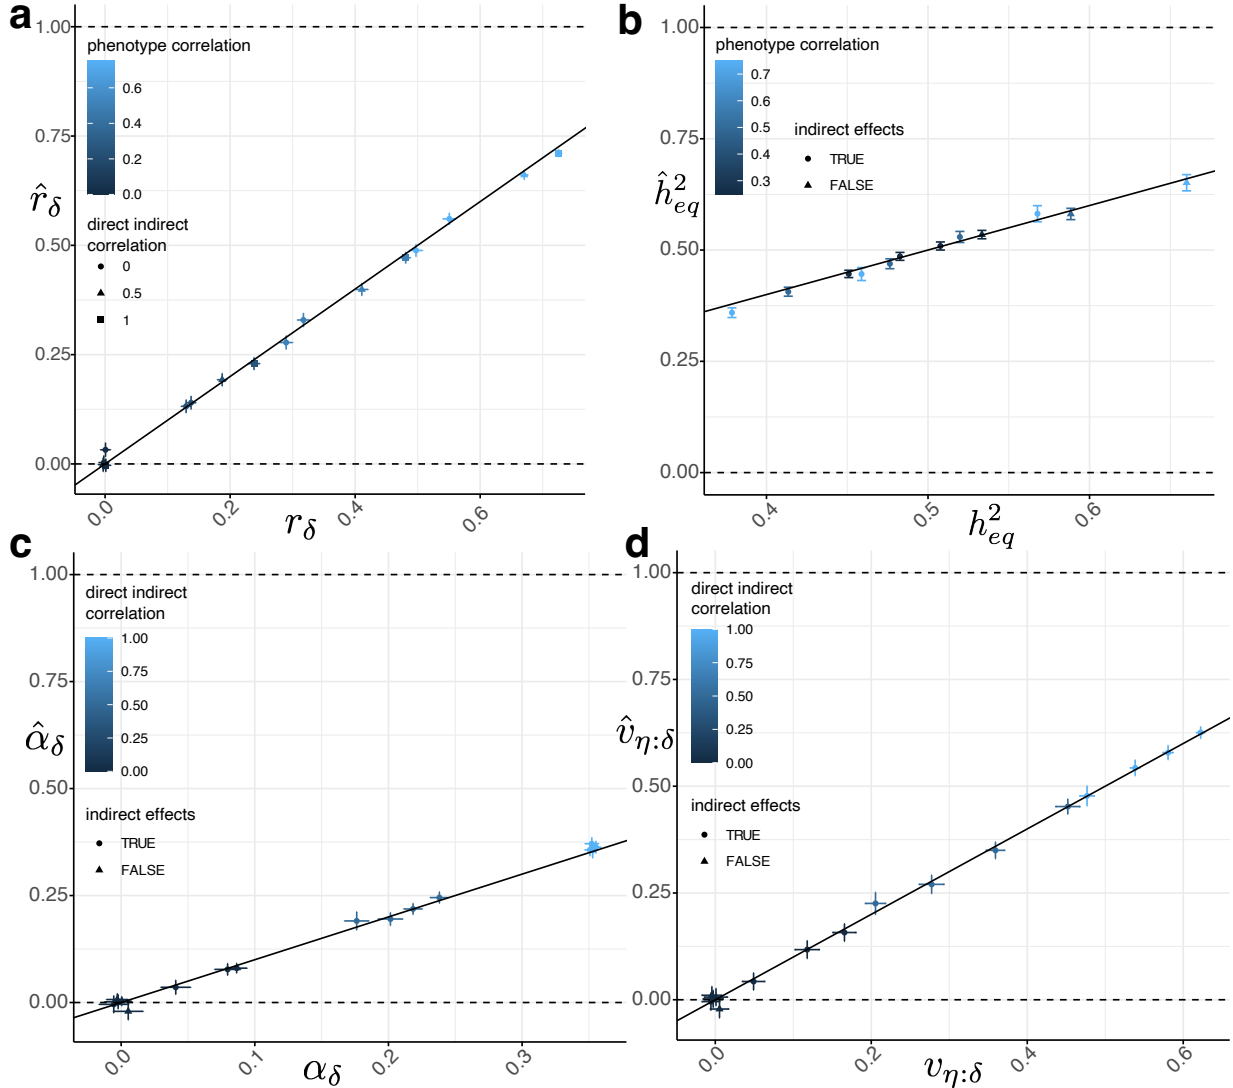 a
1.00
phenotype correlation
0.6
0.4
0.2
0.0
0.75
r̂δ
direct indirect
correlation
0
0.5
1
0.50
0.25
0.00
0.0
0.2
0.4
0.6
rδ
b
1.00
phenotype correlation
0.7
0.6
0.5
0.4
0.3
indirect effects
TRUE
FALSE
0.75
ĥ²eq
0.50
0.25
0.00
0.4
0.5
0.6
h²eq
c
1.00
direct indirect
correlation
1.00
0.75
0.50
0.25
0.00
0.75
α̂δ
0.50
indirect effects
TRUE
FALSE
0.25
0.00
0.0
0.1
0.2
0.3
αδ
d
1.00
direct indirect
correlation
1.00
0.75
0.50
0.25
0.00
0.75
v̂η:δ
0.50
indirect effects
TRUE
FALSE
0.25
0.00
0.0
0.2
0.4
0.6
vη:δ